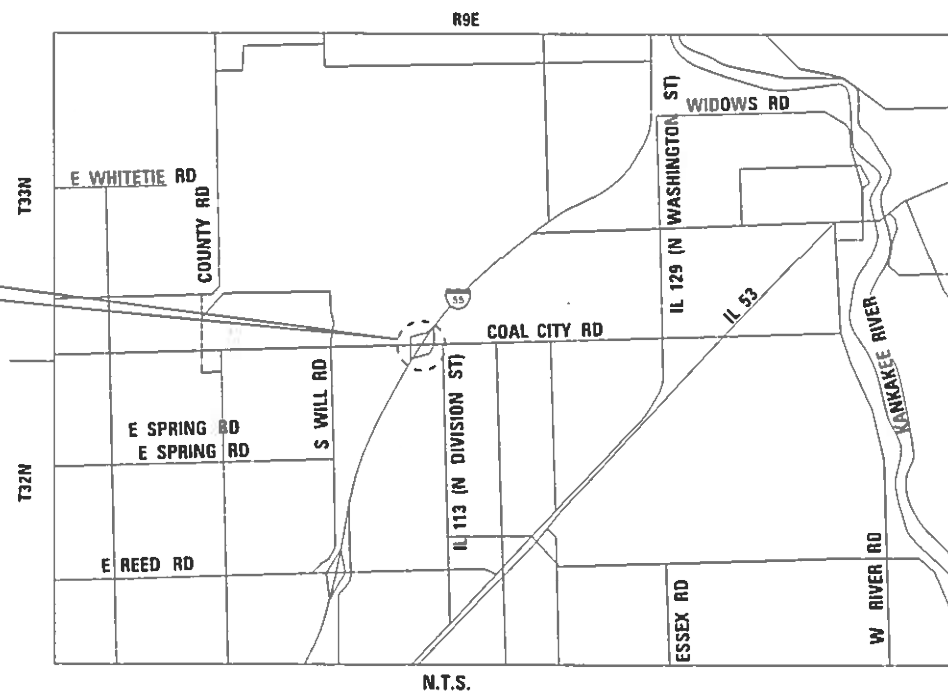 R9E
WIDOWS RD
E WHITETIE RD
T33N
COUNTY RD
IL 129 (N WASHINGTON ST)
55
IL 53
COAL CITY RD
KANKAKEE RIVER
S WILL RD
E SPRING RD
E SPRING RD
IL 113 (N DIVISION ST)
T32N
E REED RD
ESSEX RD
W RIVER RD
N.T.S.